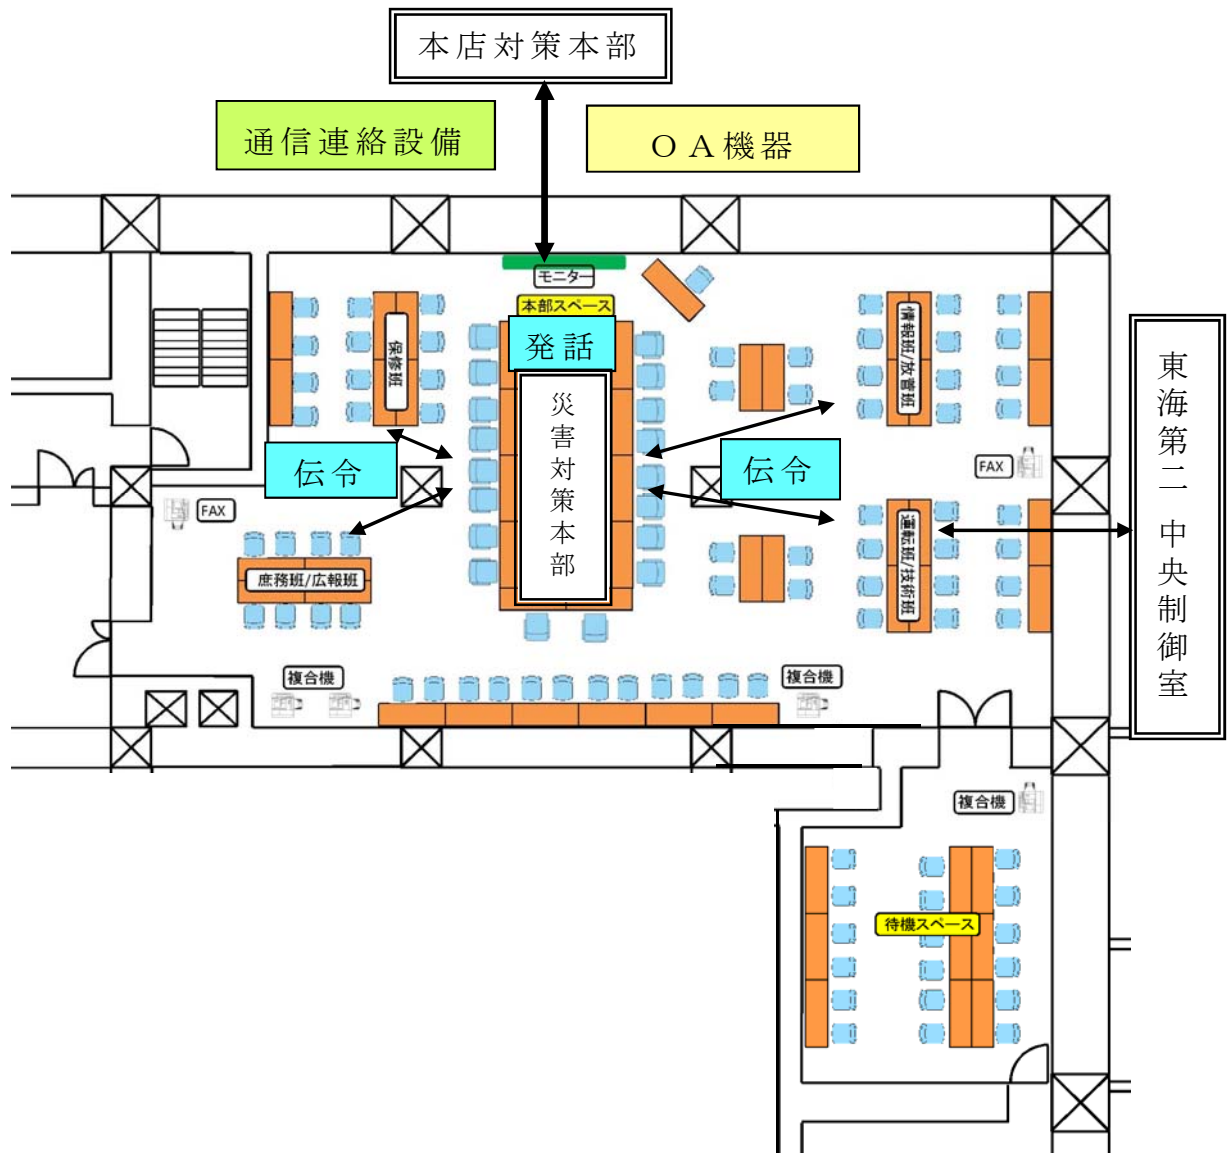 本店対策本部
通信連絡設備
OA機器
モニター
本部スペース
発話
災害対策本部
保修班
情報班/放管班
伝令
伝令
FAX
FAX
運転班/技術班
東海第二 中央制御室
庶務班/広報班
複合機
複合機
複合機
待機スペース